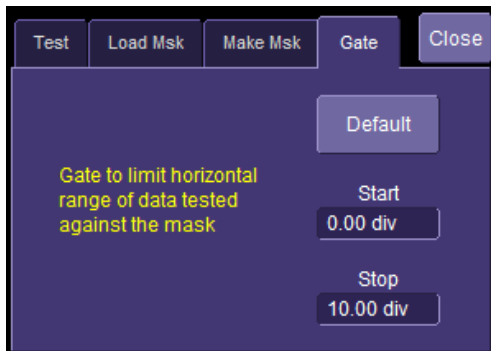 Test
Load Msk
Make Msk
Gate
Close
Default
Gate to limit horizontal
range of data tested
against the mask
Start
0.00 div
Stop
10.00 div